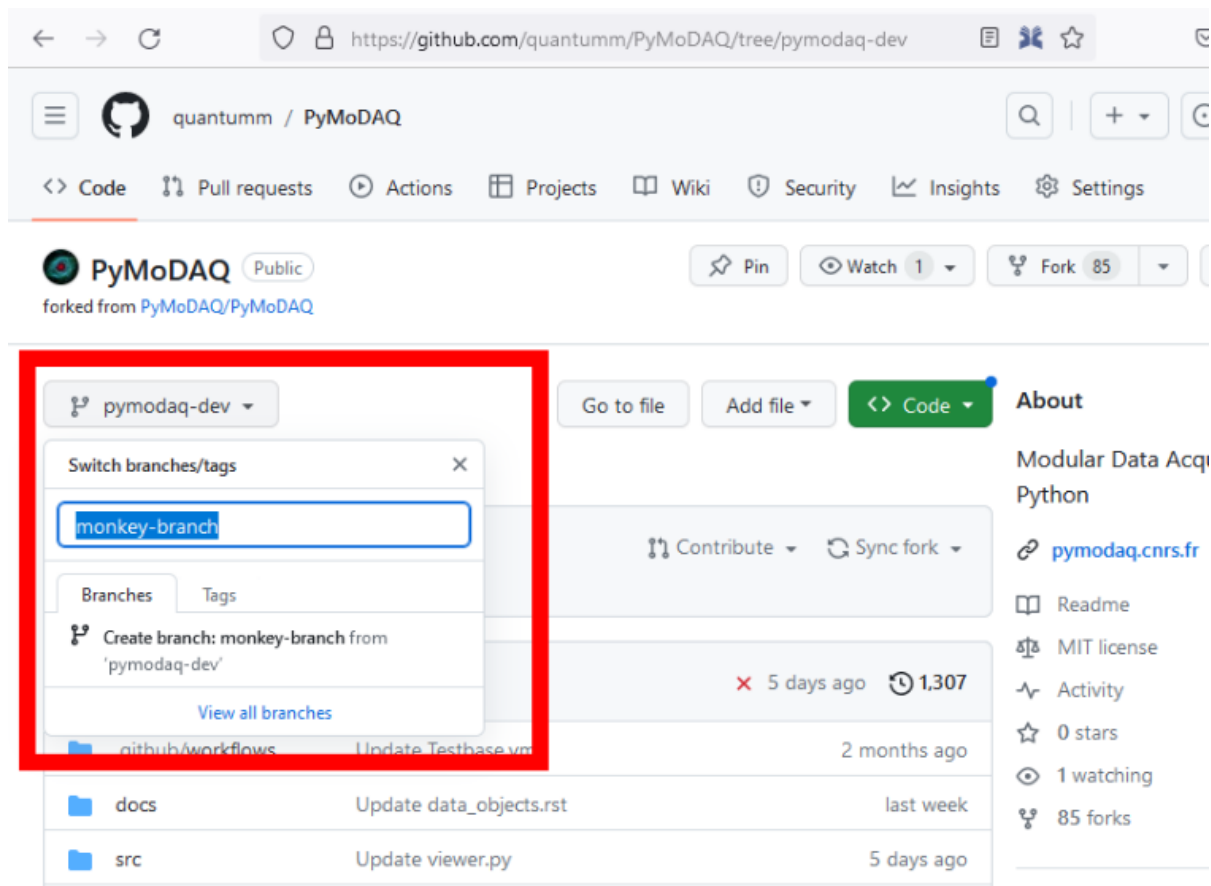 https://github.com/quantumm/PyMoDAQ/tree/pymodaq-dev
quantumm / PyMoDAQ
Code Pull requests Actions Projects Wiki Security Insights Settings
PyMoDAQ Public
Pin Watch 1 Fork 85
forked from PyMoDAQ/PyMoDAQ
pymodaq-dev
Go to file Add file Code
Switch branches/tags
monkey-branch
Branches Tags
Create branch: monkey-branch from
'pymodaq-dev'
View all branches
Contribute Sync fork
5 days ago 1,307
.github/workflows Update Testbase.ym 2 months ago
docs Update data_objects.rst last week
src Update viewer.py 5 days ago
About
Modular Data Acqu
Python
pymodaq.cnrs.fr
Readme
MIT license
Activity
0 stars
1 watching
85 forks